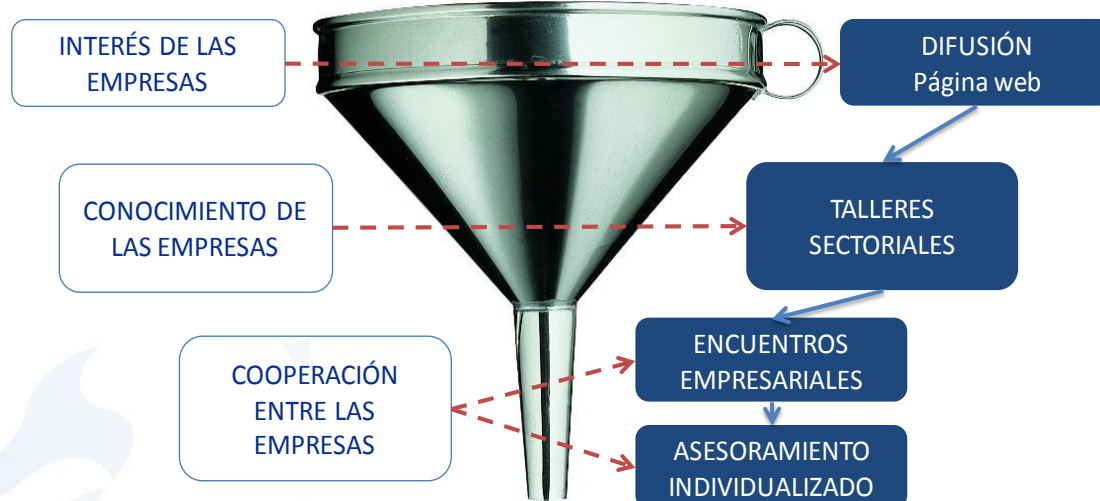 INTERÉS DE LAS
EMPRESAS
DIFUSIÓN
Página web
CONOCIMIENTO DE
LAS EMPRESAS
TALLERES
SECTORIALES
COOPERACIÓN
ENTRE LAS
EMPRESAS
ENCUENTROS
EMPRESARIALES
ASESORAMIENTO
INDIVIDUALIZADO